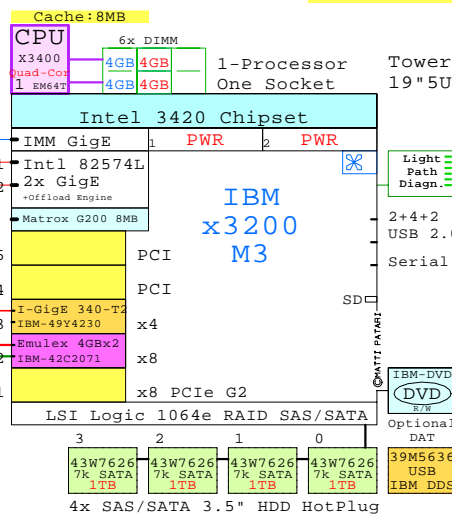 Cache:8MB
CPU
X3400
Quad-Cor
1 EM64T
6x DIMM
4GB 4GB
4GB 4GB
1-Processor
One Socket
Tower
19"5U
Intel 3420 Chipset
IMM GigE
1 PWR
2 PWR
Intl 82574L
2x GigE
+Offload Engine
Matrox G200 8MB
IBM
x3200
M3
Light
Path
Diagn.
2+4+2
USB 2.0
Serial
SD
PCI
4
PCI
I-GigE 340-T2
IBM-49Y4230
3
x4
Emulex 4GBx2
IBM-42C2071
2
x8
1
x8 PCIe G2
©MATTI PATARI
LSI Logic 1064e RAID SAS/SATA
IBM-DVD
DVD
R/W
Optional
DAT
39M5636
USB
IBM DDS
3 2 1 0
43W7626 43W7626 43W7626 43W7626
7k SATA 7k SATA 7k SATA 7k SATA
1TB 1TB 1TB 1TB
4x SAS/SATA 3.5" HDD HotPlug